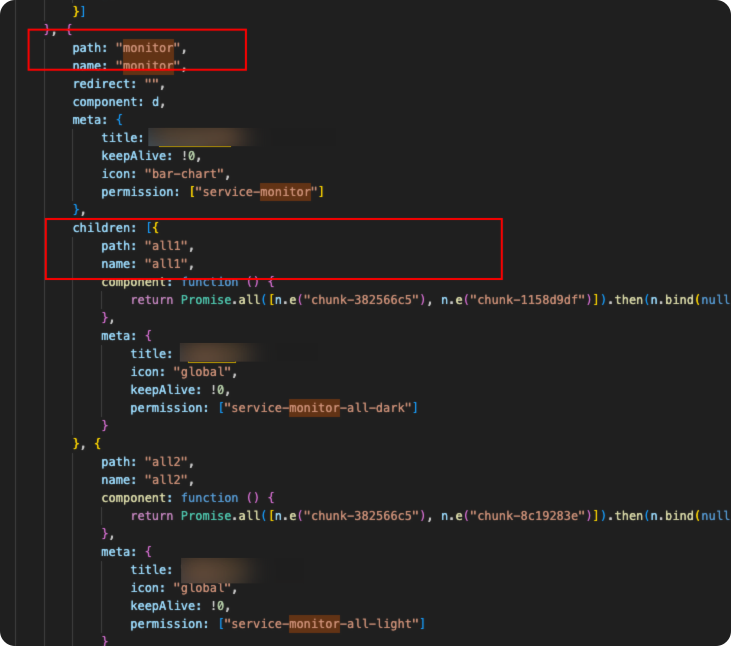 }]
}, {
path: "monitor",
name: "monitor",
redirect: "",
component: d,
meta: {
title:
keepAlive: !0,
icon: "bar-chart",
permission: ["service-monitor"]
},
children: [{
path: "all1",
name: "all1",
component: function () {
return Promise.all([n.e("chunk-382566c5"), n.e("chunk-1158d9df")]).then(n.bind(null
},
meta: {
title:
icon: "global",
keepAlive: !0,
permission: ["service-monitor-all-dark"]
}
}, {
path: "all2",
name: "all2",
component: function () {
return Promise.all([n.e("chunk-382566c5"), n.e("chunk-8c19283e")]).then(n.bind(null
},
meta: {
title:
icon: "global",
keepAlive: !0,
permission: ["service-monitor-all-light"]
}